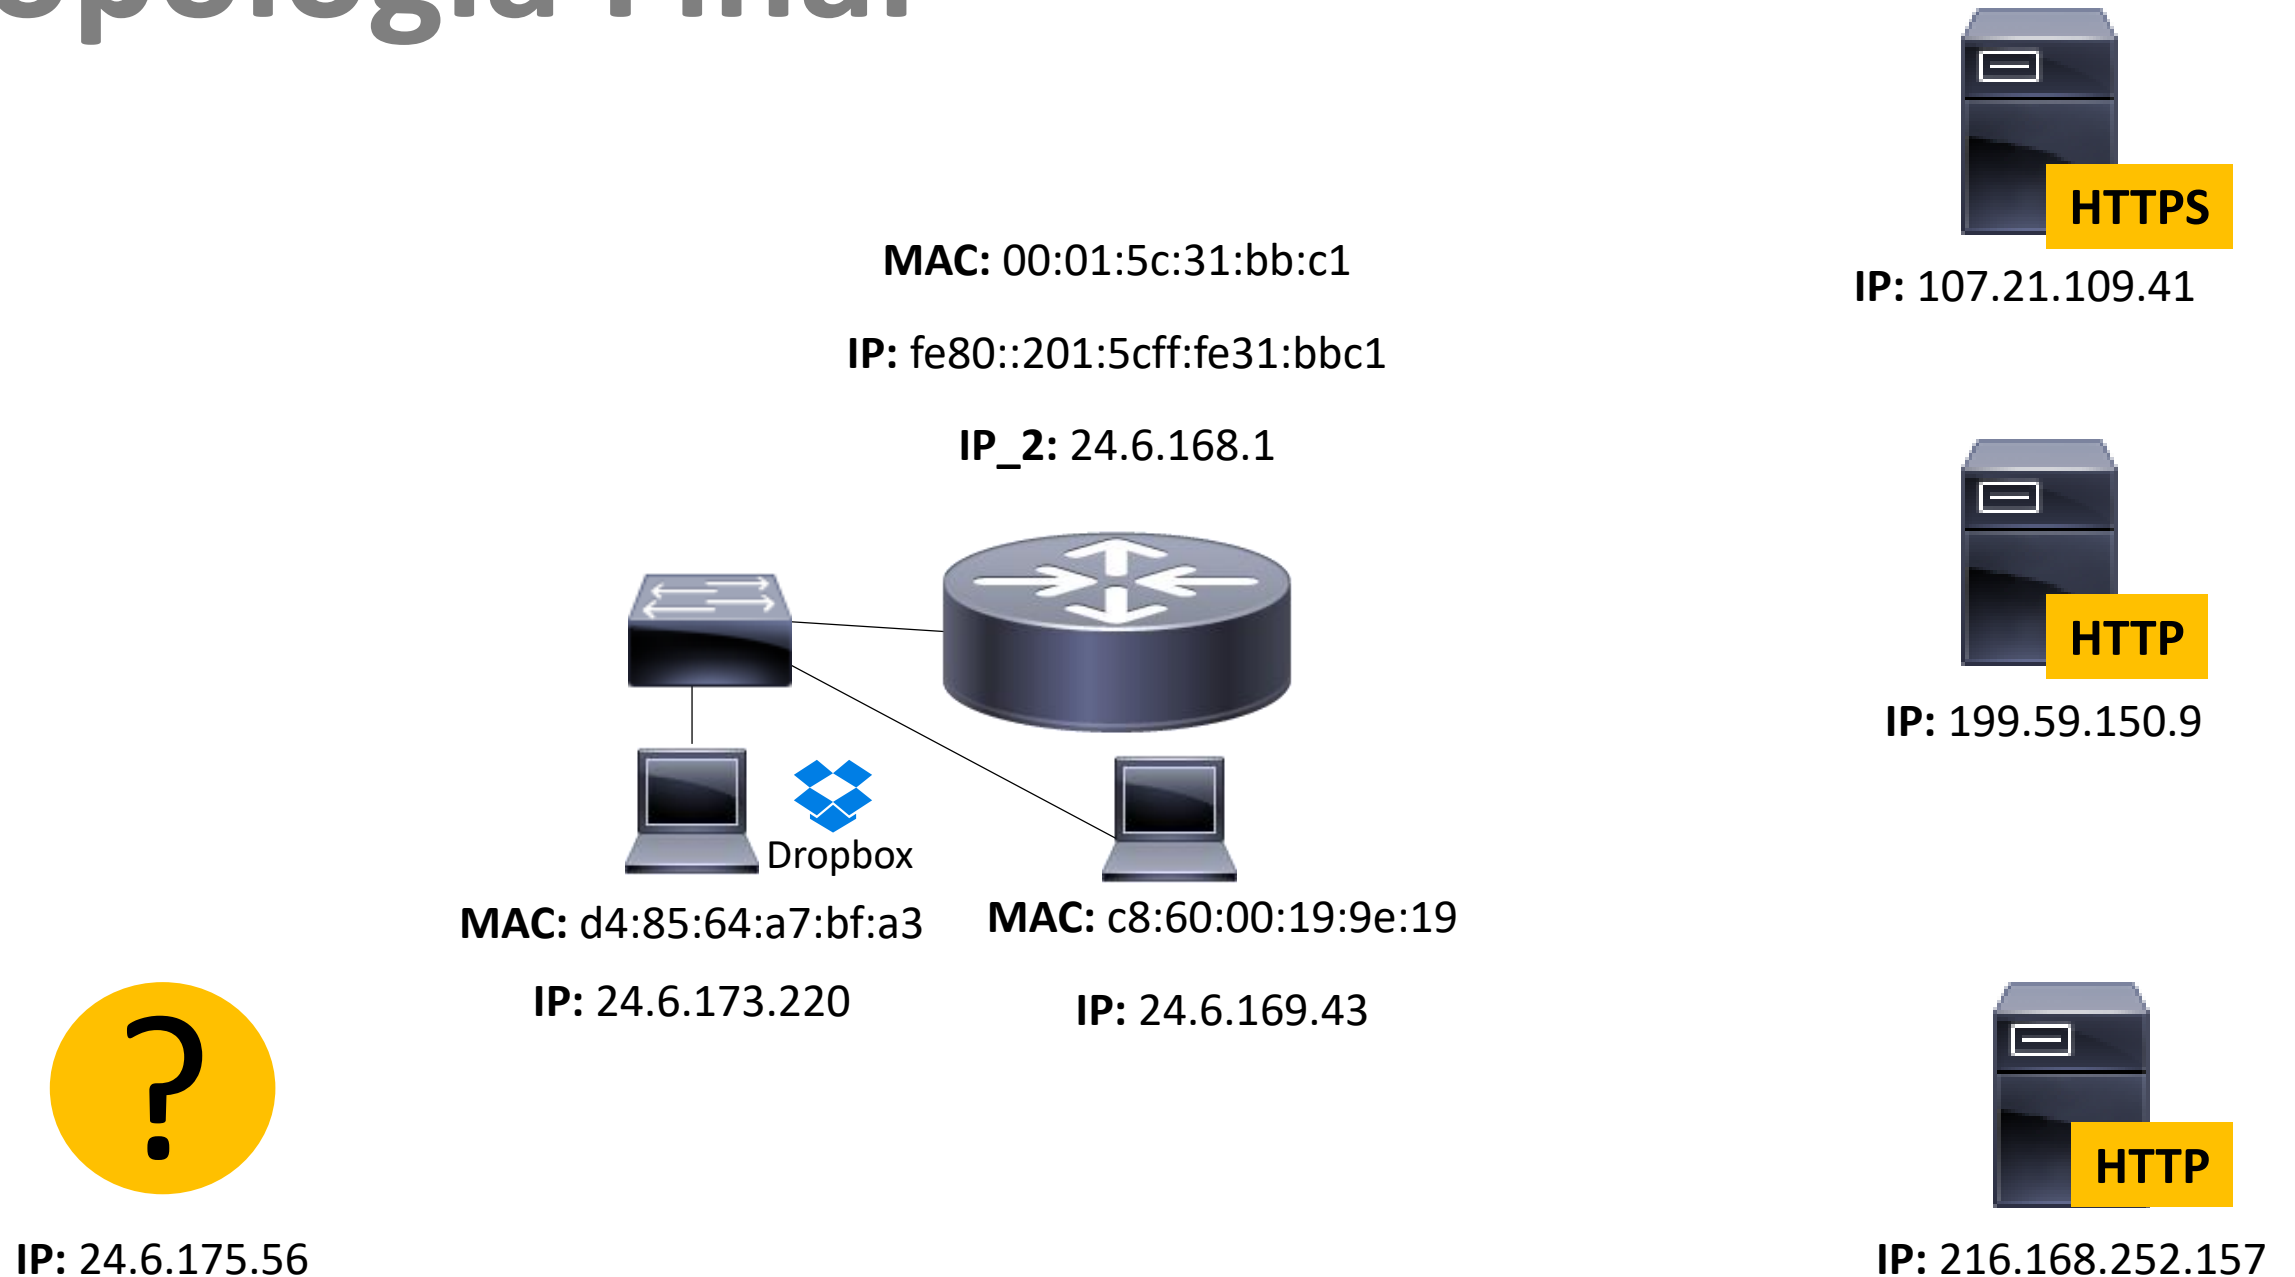 HTTPS
MAC: 00:01:5c:31:bb:c1
IP: 107.21.109.41
IP: fe80::201:5cff:fe31:bbc1
IP_2: 24.6.168.1
HTTP
IP: 199.59.150.9
Dropbox
MAC: d4:85:64:a7:bf:a3
MAC: c8:60:00:19:9e:19
IP: 24.6.173.220
IP: 24.6.169.43
?
HTTP
IP: 24.6.175.56
IP: 216.168.252.157